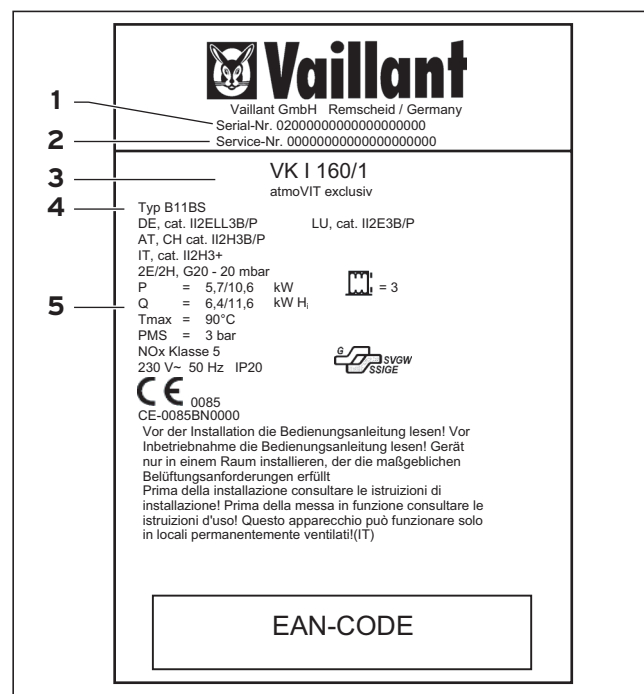 Vaillant
Vaillant GmbH Remscheid / Germany
1 Serial-Nr. 02000000000000000000
2 Service-Nr. 00000000000000000000
3 VK I 160/1
atmoVIT exclusiv
4 Typ B11BS
DE, cat. II2ELL3B/P LU, cat. II2E3B/P
AT, CH cat. II2H3B/P
IT, cat. II2H3+
2E/2H, G20 - 20 mbar
P = 5,7/10,6 kW = 3
5 Q = 6,4/11,6 kW Hi
Tmax = 90°C
PMS = 3 bar
NOx Klasse 5
230 V~ 50 Hz IP20
G SVGW
SSIGE
CE 0085
CE-0085BN0000
Vor der Installation die Bedienungsanleitung lesen! Vor
Inbetriebnahme die Bedienungsanleitung lesen! Gerät
nur in einem Raum installieren, der die maßgeblichen
Belüftungsanforderungen erfüllt
Prima della installazione consultare le istruizioni di
installazione! Prima della messa in funzione consultare le
istruizioni d'uso! Questo apparecchio può funzionare solo
in locali permanentemente ventilati!(IT)
EAN-CODE